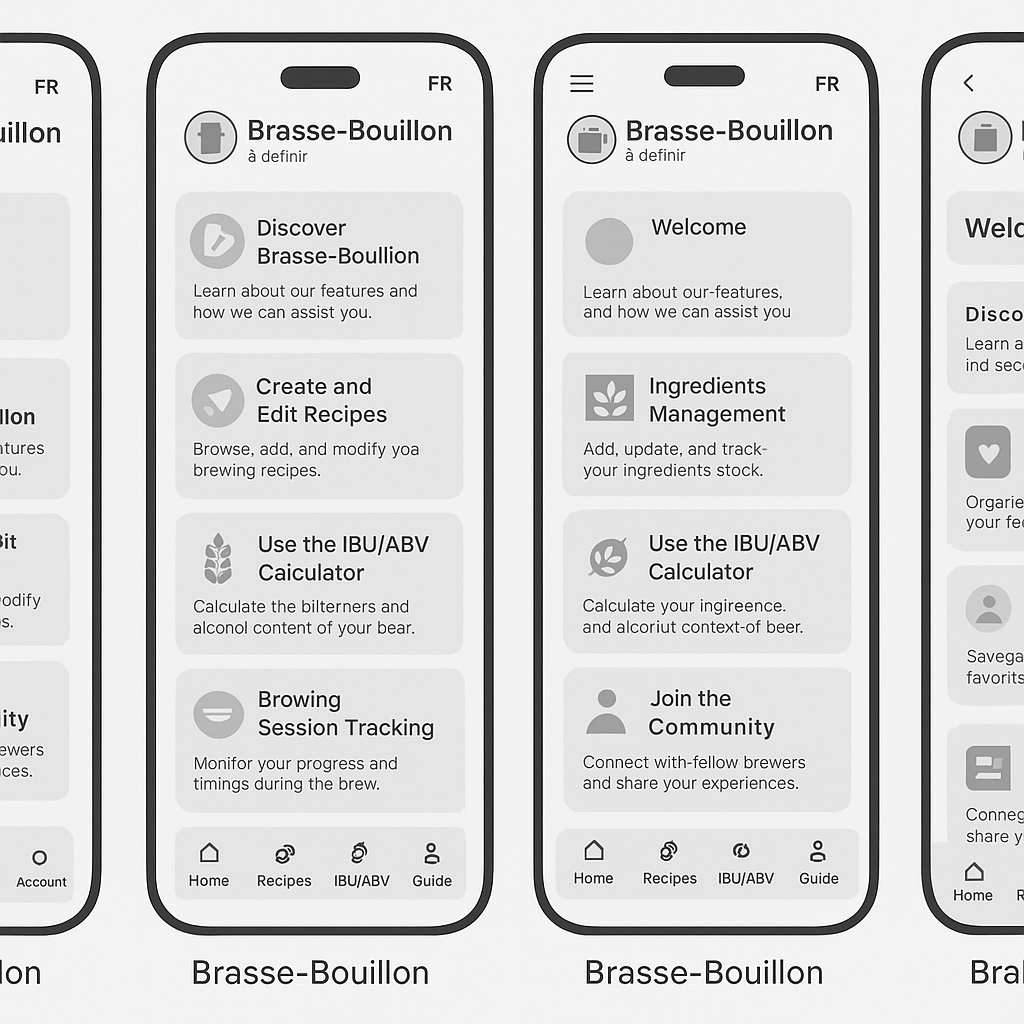 FR
uillon
llon
atures
ou.
Bit
odify
s.
ity
ewers
ices.
Account
lon
FR
Brasse-Bouillon
à definir
Discover
Brasse-Boullion
Learn about our features and
how we can assist you.
Create and
Edit Recipes
Browse, add, and modify yoa
brewing recipes.
Use the IBU/ABV
Caiculator
Calculate the bilterners and
alconol content of your bear.
Browing
Session Tracking
Monifor your progress and
timings during the brew.
Home
Recipes
IBU/ABV
Guide
Brasse-Bouillon
FR
Brasse-Bouillon
à definir
Welcome
Learn about our-features,
and how we can assist you
Ingredients
Management
Add, update, and track-
your ingredients stock.
Use the IBU/ABV
Calculator
Calculate your ingireence.
and alcoriut context-of beer.
Join the
Community
Connect with-fellow brewers
and share your experiences.
Home
Recipes
IBU/ABV
Guide
Brasse-Bouillon
Welc
Disco
Learn a
ind sec
Orgarie
your fec
Savega
favorits
Conneg
share y
Home
R
Bral